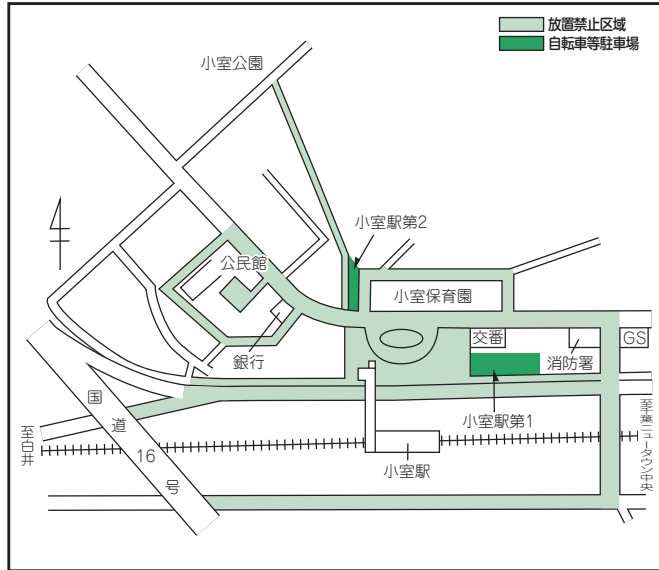 放置禁止区域
自転車等駐車場
小室公園
小室駅第2
公民館
小室保育園
銀行
交番
消防署
GS
小室駅第1
国道16号
至白井
小室駅
至千葉ニュータウン中央